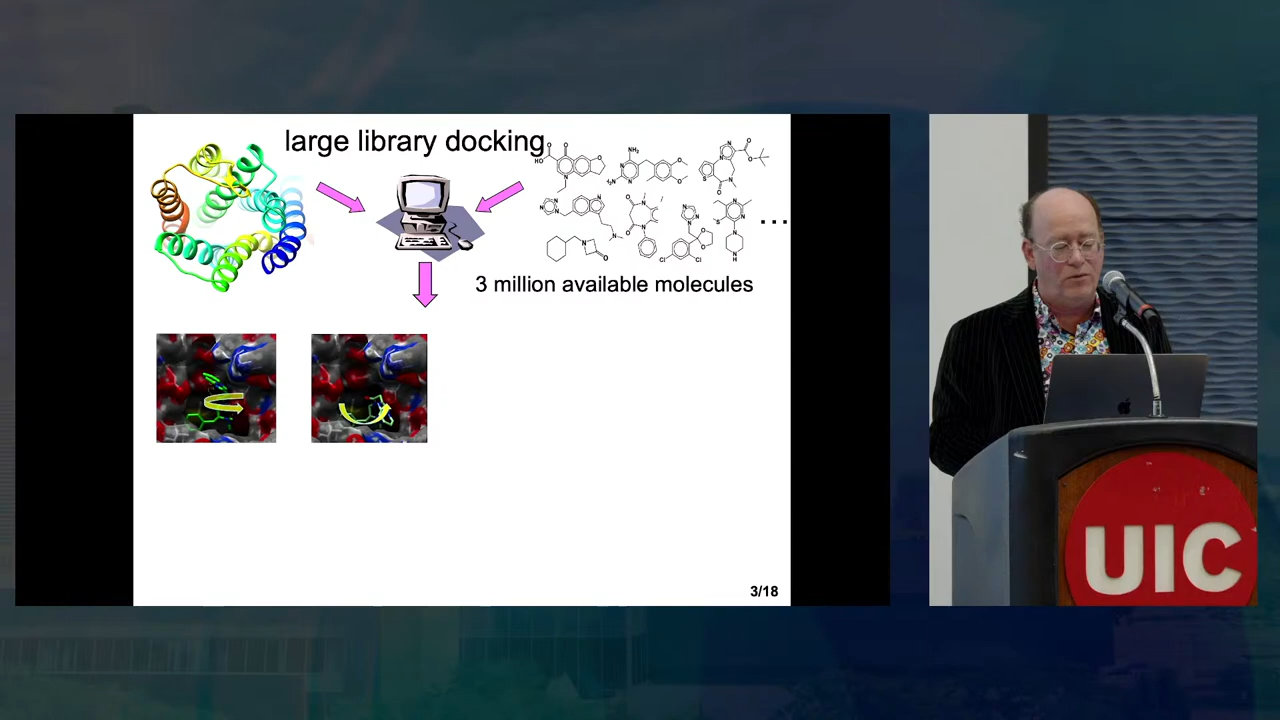 large library docking
3 million available molecules
...
3/18
UIC